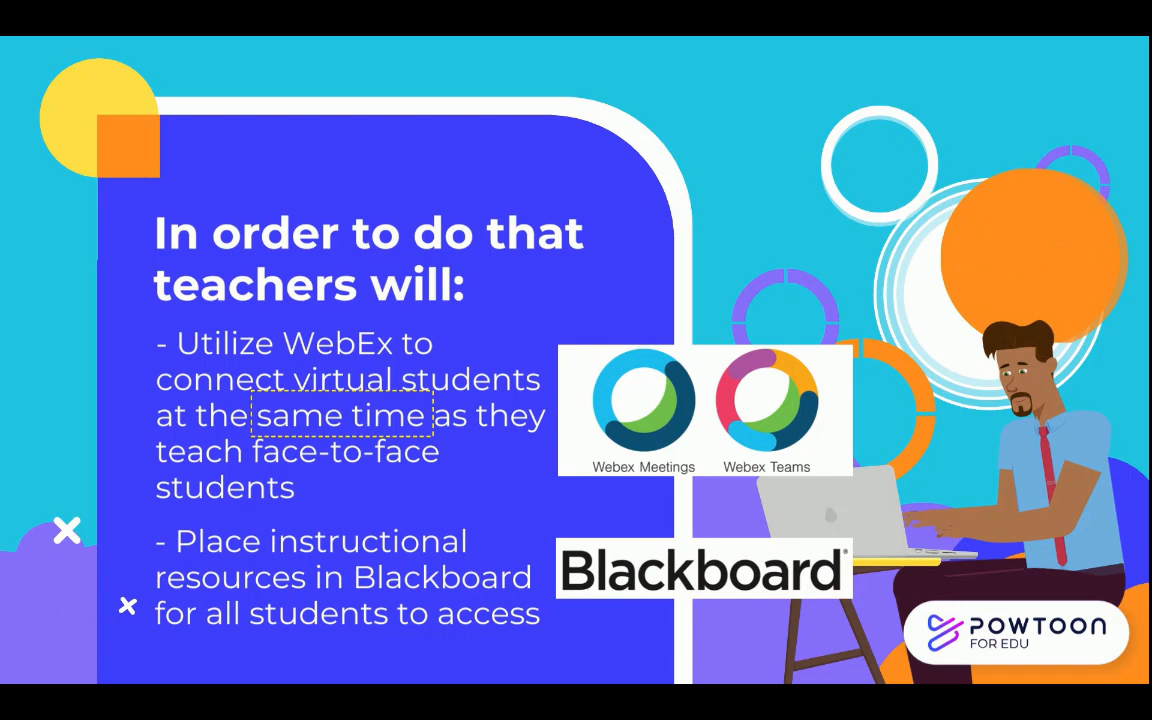 In order to do that
teachers will:
- Utilize WebEx to
connect virtual students
at the same time as they
teach face-to-face
students
- Place instructional
resources in Blackboard
for all students to access
Webex Meetings
Webex Teams
Blackboard®
POWTOON
FOR EDU